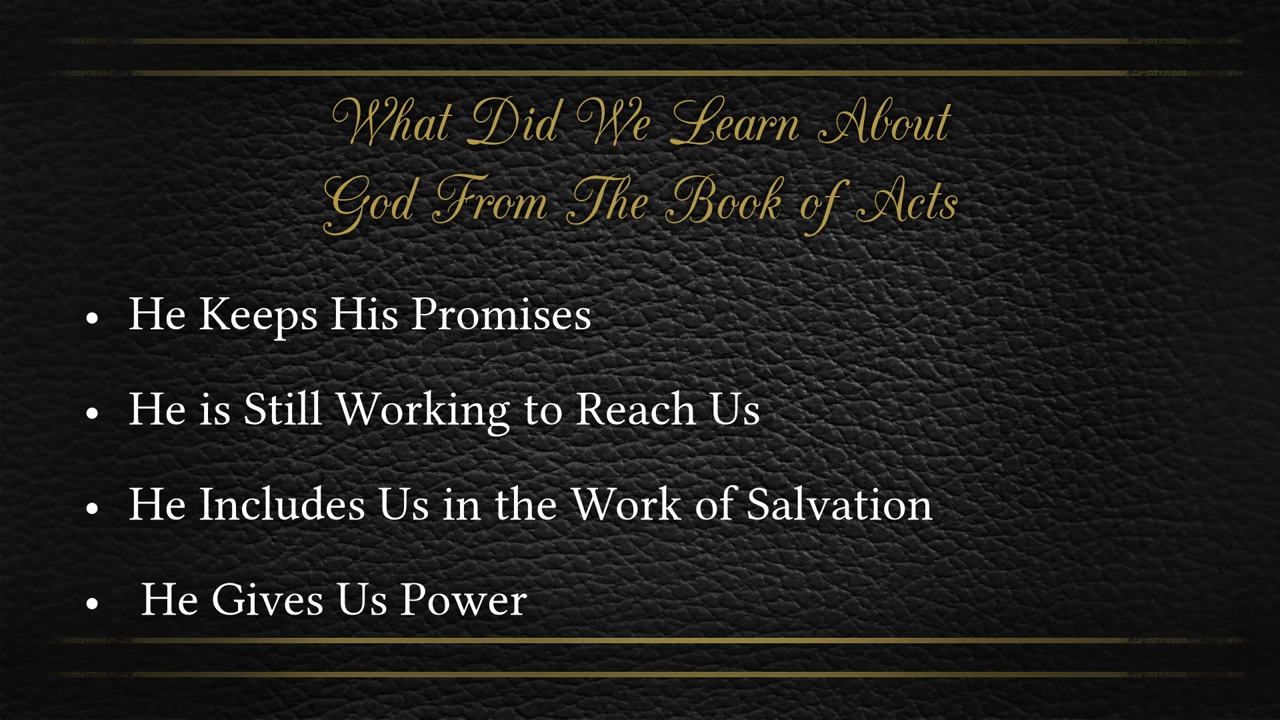 What Did We Learn About
God From The Book of Acts
• He Keeps His Promises
• He is Still Working to Reach Us
• He Includes Us in the Work of Salvation
• He Gives Us Power